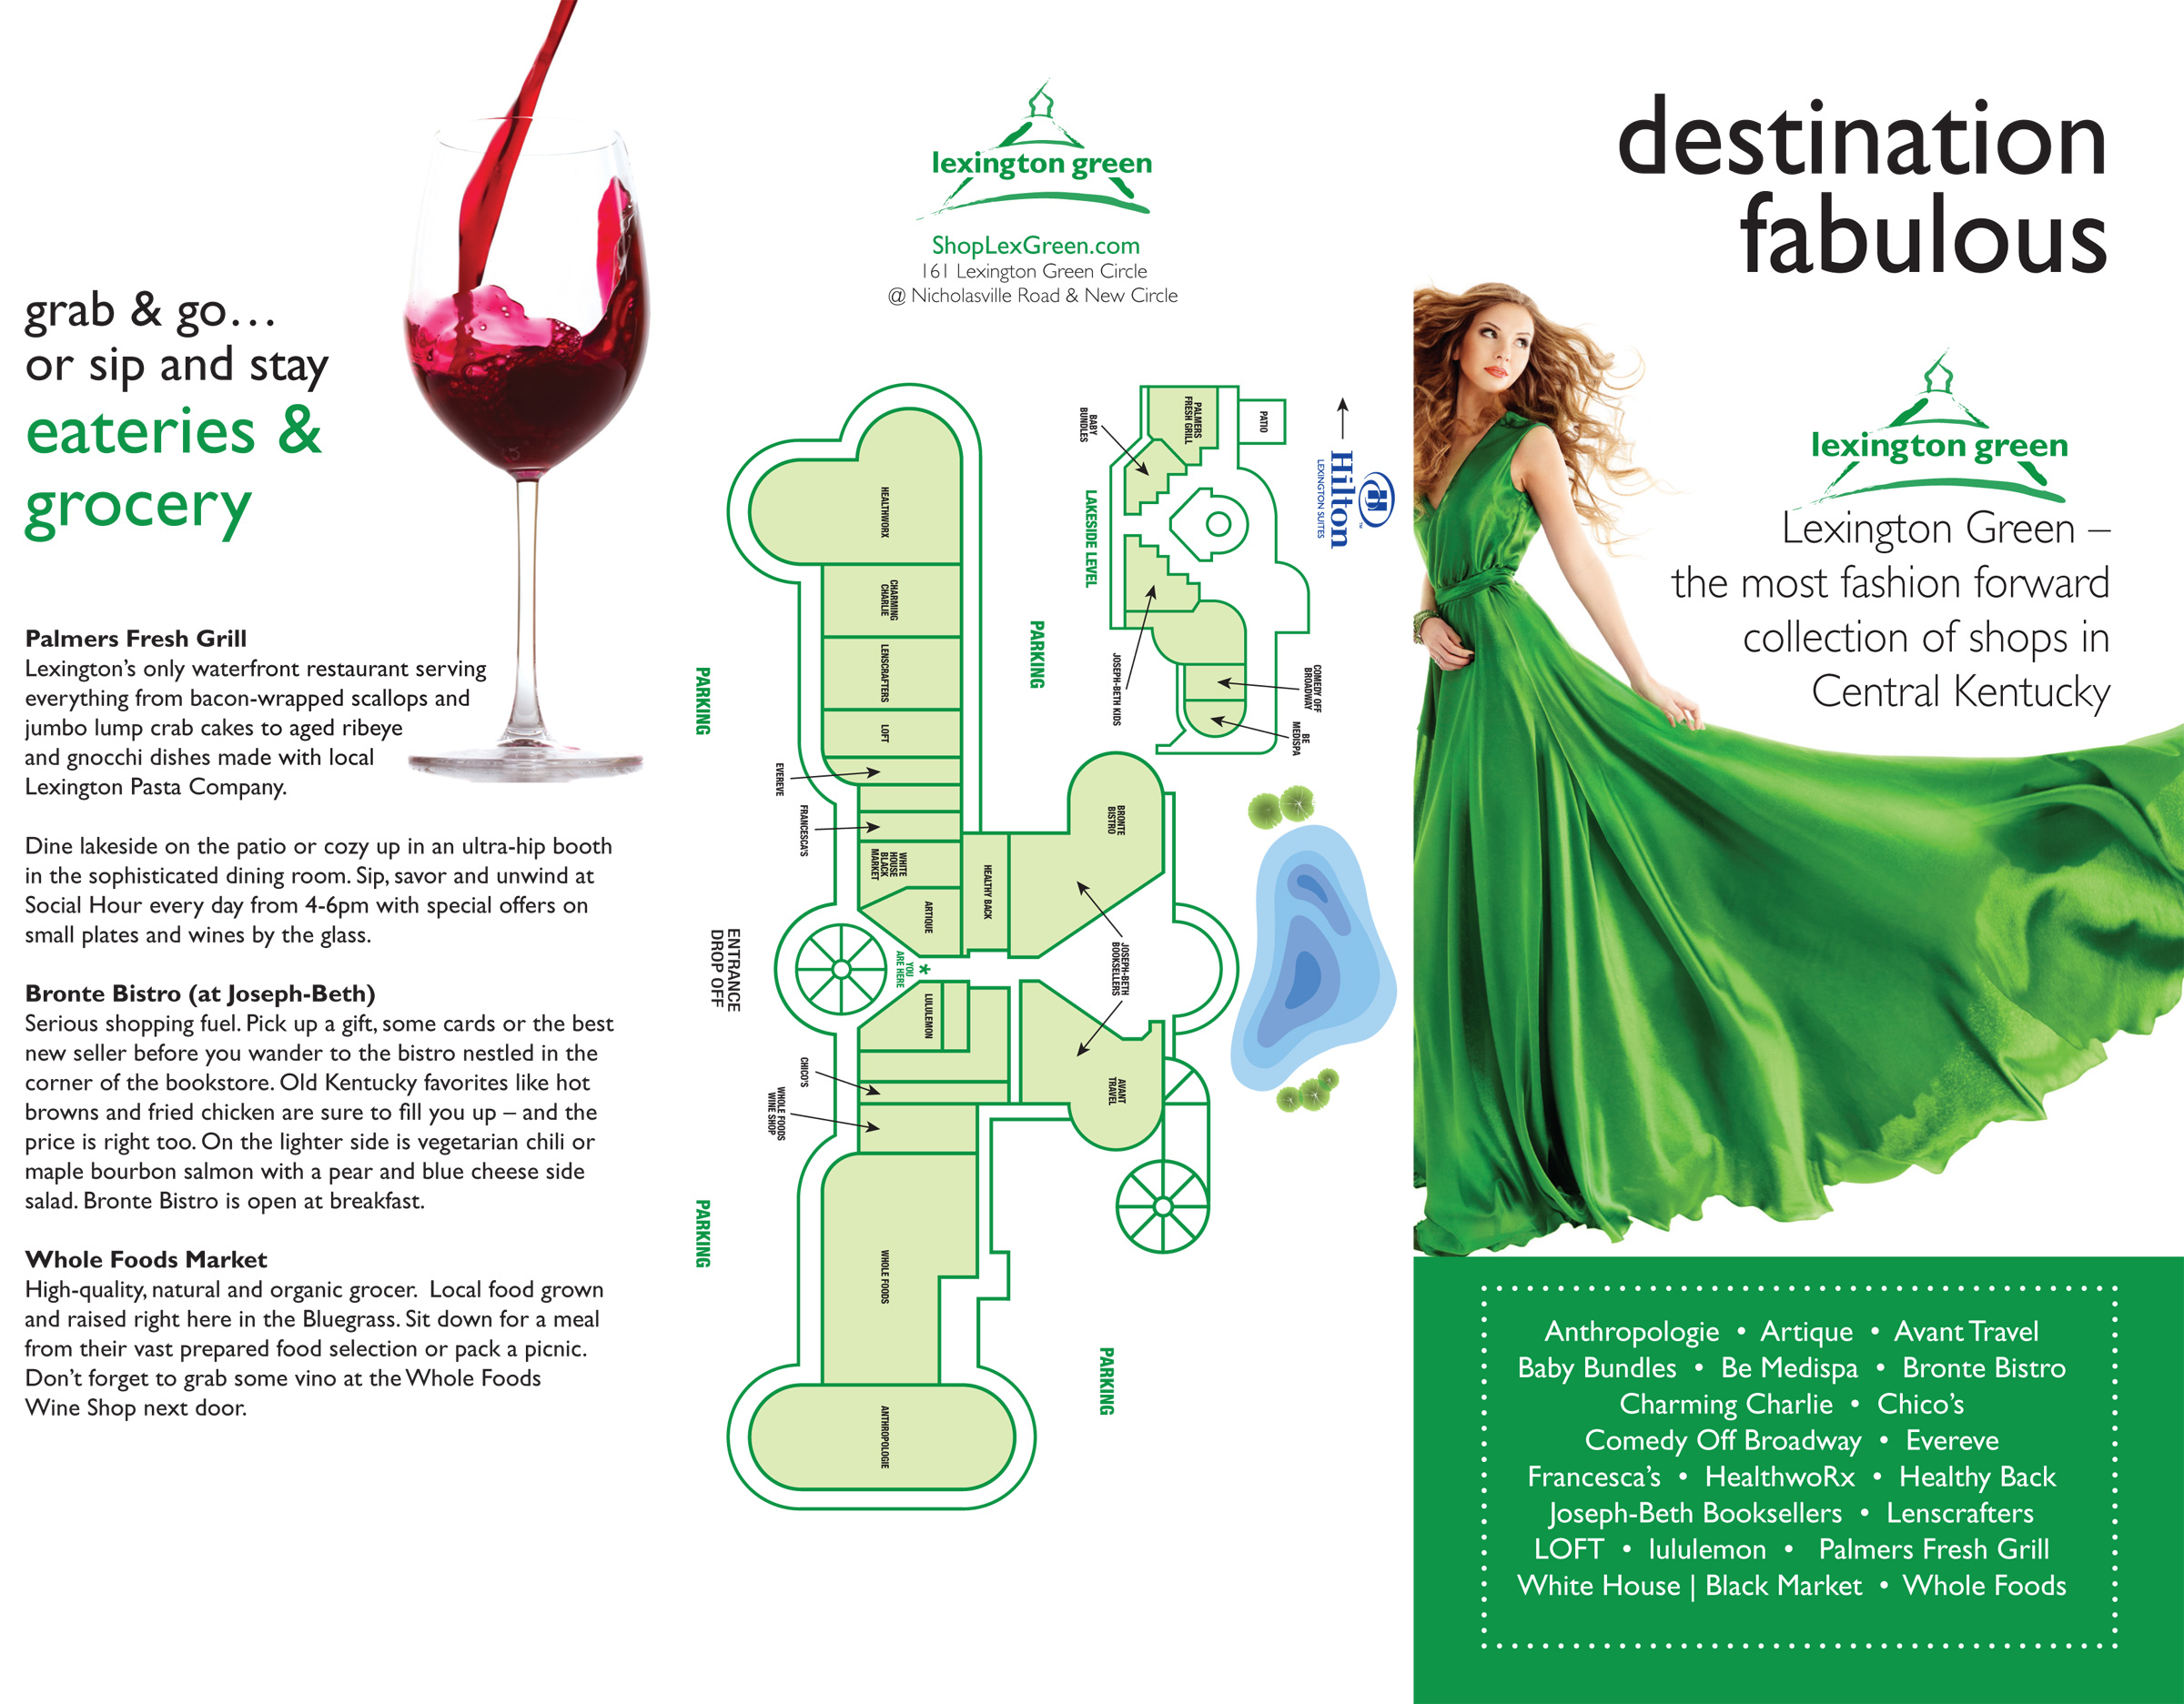 grab & go…
or sip and stay
eateries &
grocery
Palmers Fresh Grill
Lexington's only waterfront restaurant serving
everything from bacon-wrapped scallops and
jumbo lump crab cakes to aged ribeye
and gnocchi dishes made with local
Lexington Pasta Company.
Dine lakeside on the patio or cozy up in an ultra-hip booth
in the sophisticated dining room. Sip, savor and unwind at
Social Hour every day from 4-6pm with special offers on
small plates and wines by the glass.
Bronte Bistro (at Joseph-Beth)
Serious shopping fuel. Pick up a gift, some cards or the best
new seller before you wander to the bistro nestled in the
corner of the bookstore. Old Kentucky favorites like hot
browns and fried chicken are sure to fill you up – and the
price is right too. On the lighter side is vegetarian chili or
maple bourbon salmon with a pear and blue cheese side
salad. Bronte Bistro is open at breakfast.
Whole Foods Market
High-quality, natural and organic grocer. Local food grown
and raised right here in the Bluegrass. Sit down for a meal
from their vast prepared food selection or pack a picnic.
Don't forget to grab some vino at the Whole Foods
Wine Shop next door.
lexington green
ShopLexGreen.com
161 Lexington Green Circle
@ Nicholasville Road & New Circle
Hilton™
LEXINGTON SUITES
PATIO
PALMERS
FRESH GRILL
BABY
BUNDLES
LAKESIDE LEVEL
JOSEPH-BETH KIDS
COMEDY OFF
BROADWAY
BE
MEDISPA
PARKING
PARKING
HEALTHWORX
CHARMING
CHARLIE
LENSCRAFTERS
LOFT
EVEREVE
FRANCESCA'S
WHITE
HOUSE
BLACK
MARKET
ARTIQUE
HEALTHY BACK
BRONTE
BISTRO
JOSEPH-BETH
BOOKSELLERS
ENTRANCE
DROP OFF
*
YOU
ARE HERE
LULULEMON
CHICO'S
WHOLE FOODS
WINE SHOP
AVANT
TRAVEL
PARKING
WHOLE FOODS
PARKING
ANTHROPOLOGIE
destination
fabulous
lexington green
Lexington Green –
the most fashion forward
collection of shops in
Central Kentucky
Anthropologie • Artique • Avant Travel
Baby Bundles • Be Medispa • Bronte Bistro
Charming Charlie • Chico's
Comedy Off Broadway • Evereve
Francesca's • HealthwoRx • Healthy Back
Joseph-Beth Booksellers • Lenscrafters
LOFT • lululemon • Palmers Fresh Grill
White House | Black Market • Whole Foods